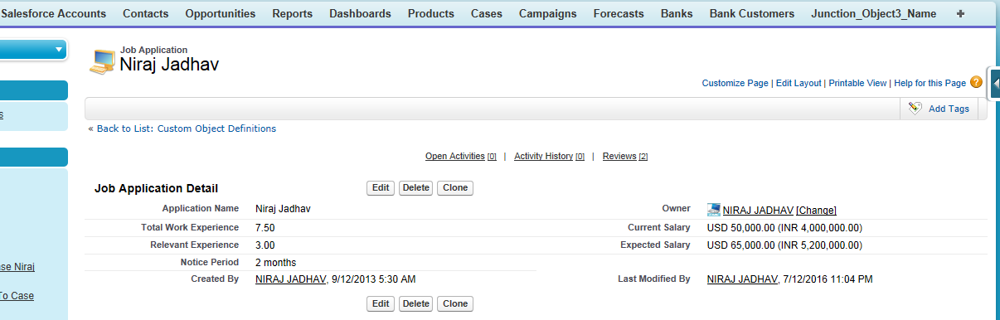 Salesforce Accounts Contacts Opportunities Reports Dashboards Products Cases Campaigns Forecasts Banks Bank Customers Junction_Object3_Name +
Job Application
Niraj Jadhav
Customize Page | Edit Layout | Printable View | Help for this Page ?
Add Tags
« Back to List: Custom Object Definitions
Open Activities [0] | Activity History [0] | Reviews [2]
Job Application Detail Edit Delete Clone
Application Name Niraj Jadhav Owner NIRAJ JADHAV [Change]
Total Work Experience 7.50 Current Salary USD 50,000.00 (INR 4,000,000.00)
Relevant Experience 3.00 Expected Salary USD 65,000.00 (INR 5,200,000.00)
Notice Period 2 months
se Niraj
Created By NIRAJ JADHAV, 9/12/2013 5:30 AM Last Modified By NIRAJ JADHAV, 7/12/2016 11:04 PM
To Case
Edit Delete Clone